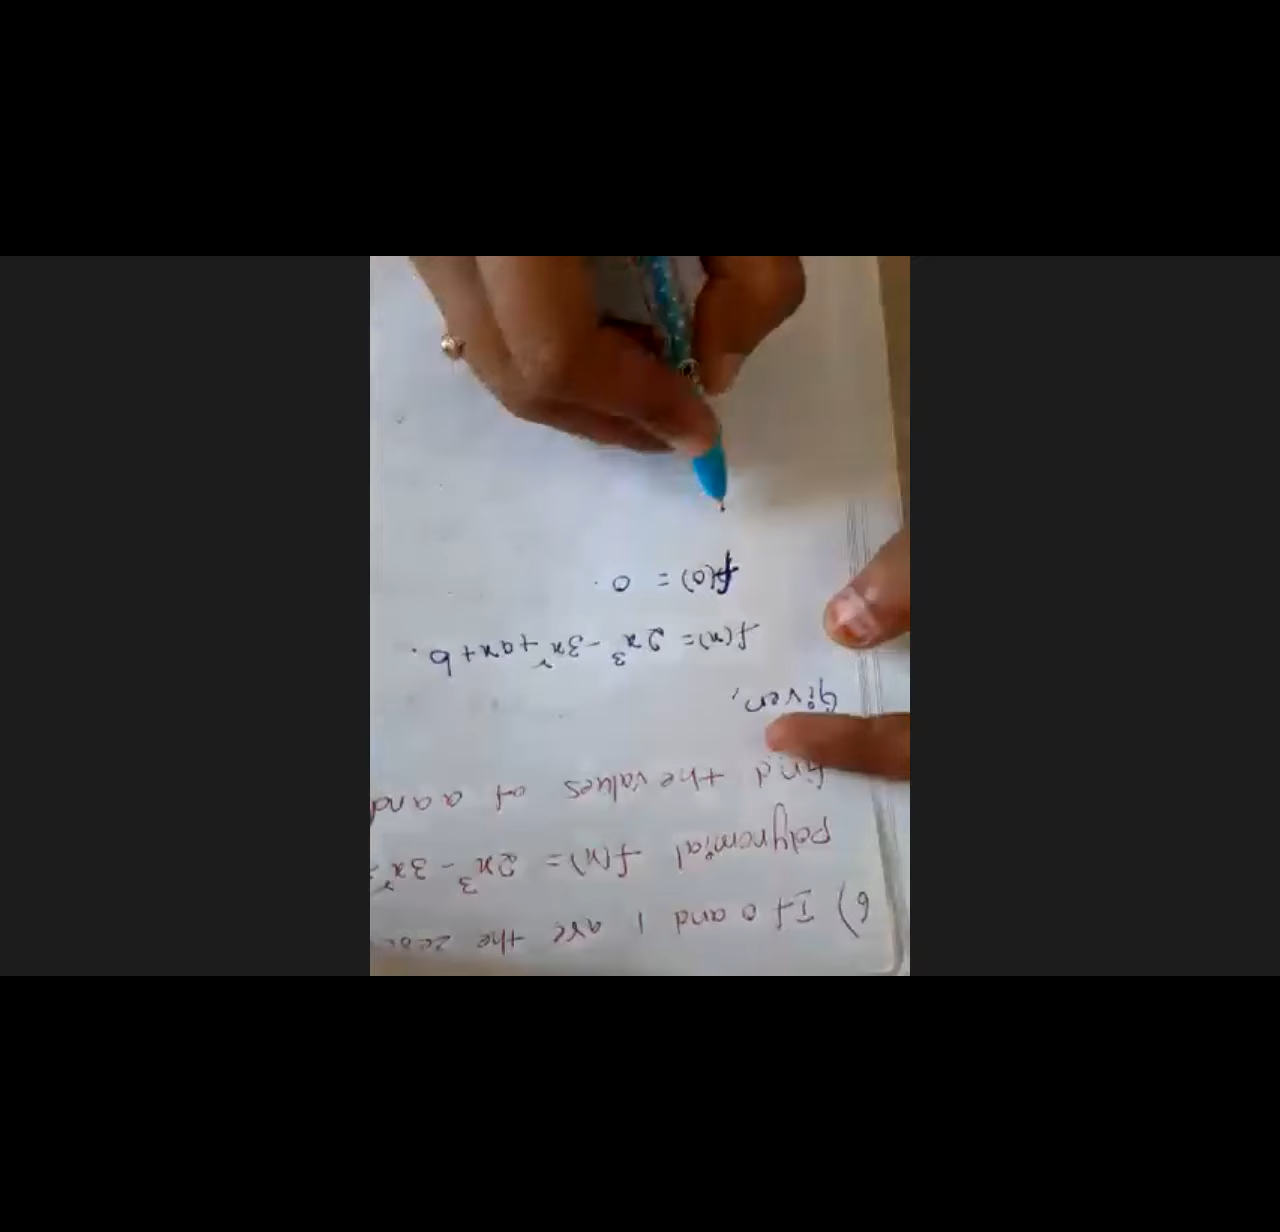 6) If 0 and 1 are the
polynomial f(x) = 2x³ - 3x²
find the values of a and
Given,
f(x) = 2x³ - 3x² + ax + b.
f(0) = 0.